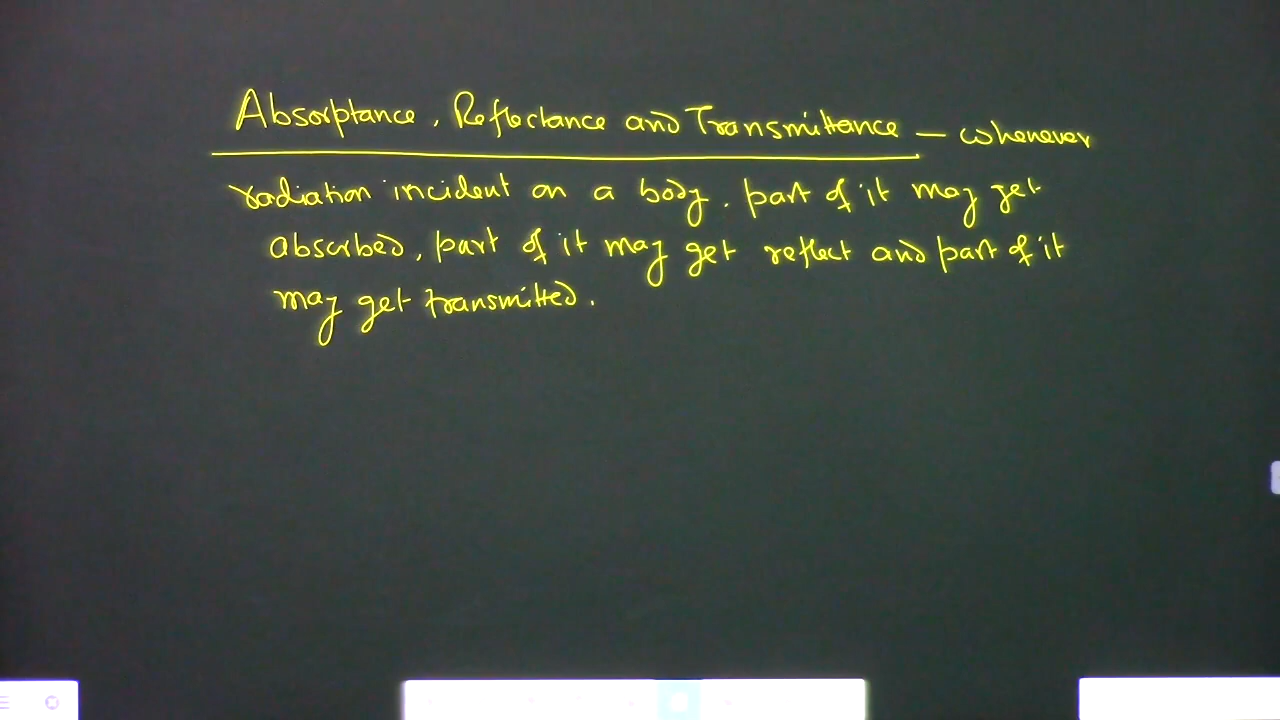 Absorptance, Reflectance and Transmittance — whenever
radiation incident on a body, part of it may get
absorbed, part of it may get reflect and part of it
may get transmitted.